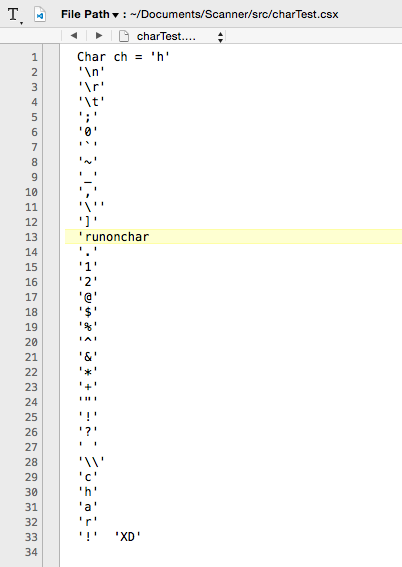 T File Path ▾ : ~/Documents/Scanner/src/charTest.csx
charTest....
1 Char ch = 'h'
2 '\n'
3 '\r'
4 '\t'
5 ';'
6 '0'
7 '`'
8 '~'
9 '_'
10 ','
11 '\''
12 ']'
13 'runonchar
14 '.'
15 '1'
16 '2'
17 '@'
18 '$'
19 '%'
20 '^'
21 '&'
22 '*'
23 '+'
24 '"'
25 '!'
26 '?'
27 ' '
28 '\\'
29 'c'
30 'h'
31 'a'
32 'r'
33 '!'  'XD'
34